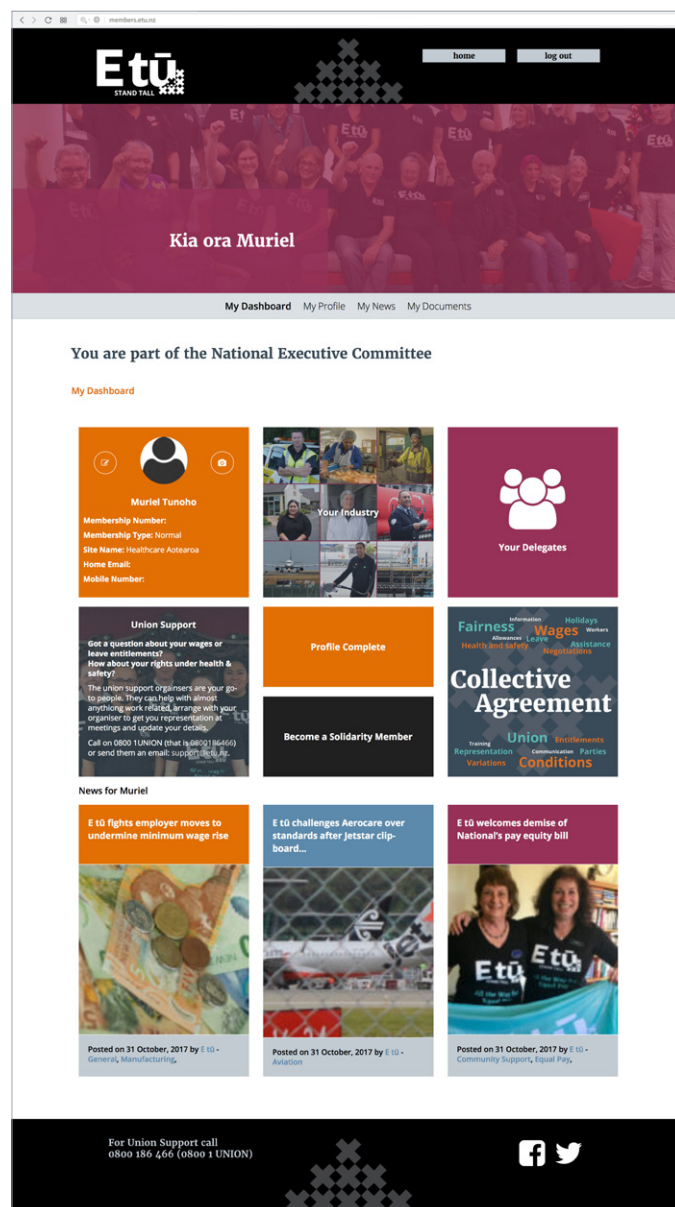 members.etu.nz
E tū
STAND TALL
home
log out
Kia ora Muriel
My Dashboard
My Profile
My News
My Documents
You are part of the National Executive Committee
My Dashboard
Muriel Tunoho
Membership Number:
Membership Type: Normal
Site Name: Healthcare Aotearoa
Home Email:
Mobile Number:
Your Industry
Your Delegates
Union Support
Got a question about your wages or
leave entitlements?
How about your rights under health &
safety?
The union support orgainsers are your go-
to people. They can help with almost
anythiong work related, arrange with your
organiser to get you representation at
meetings and update your details.
Call on 0800 1UNION (that is 0800186466)
or send them an email: support@etu.nz.
Profile Complete
Become a Solidarity Member
Information
Holidays
Fairness
Wages
Workers
Allowances
Leave
Health and safety
Assistance
Negotiations
Collective
Agreement
Training
Union
Entitlements
Representation
Communication
Parties
Variations
Conditions
News for Muriel
E tū fights employer moves to
undermine minimum wage rise
E tū challenges Aerocare over
standards after Jetstar clip-
board...
E tū welcomes demise of
National's pay equity bill
E tū
E tū
Posted on 31 October, 2017 by E tū -
General, Manufacturing,
Posted on 31 October, 2017 by E tū -
Aviation
Posted on 31 October, 2017 by E tū -
Community Support, Equal Pay,
For Union Support call
0800 186 466 (0800 1 UNION)